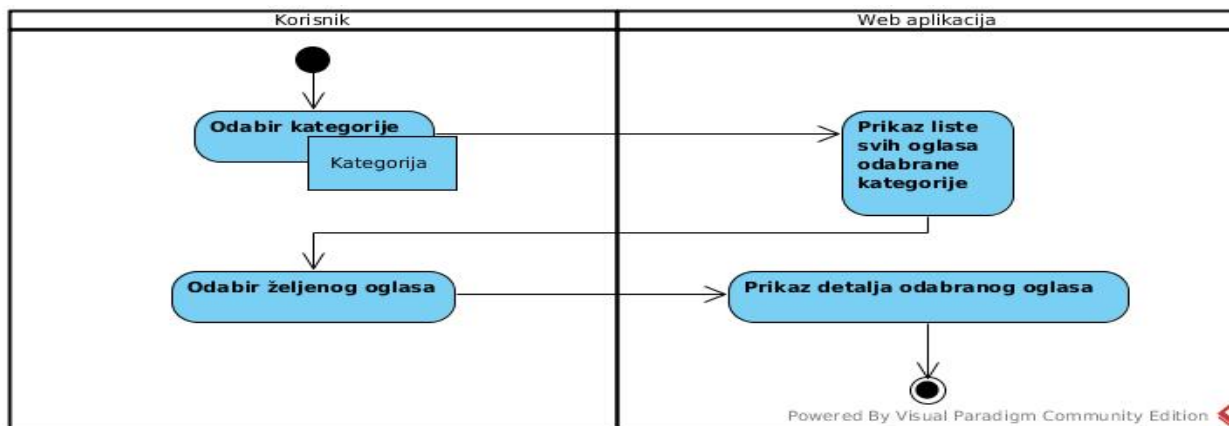 Korisnik
Web aplikacija
Odabir kategorije
Kategorija
Prikaz liste
svih oglasa
odabrane
kategorije
Odabir željenog oglasa
Prikaz detalja odabranog oglasa
Powered By Visual Paradigm Community Edition